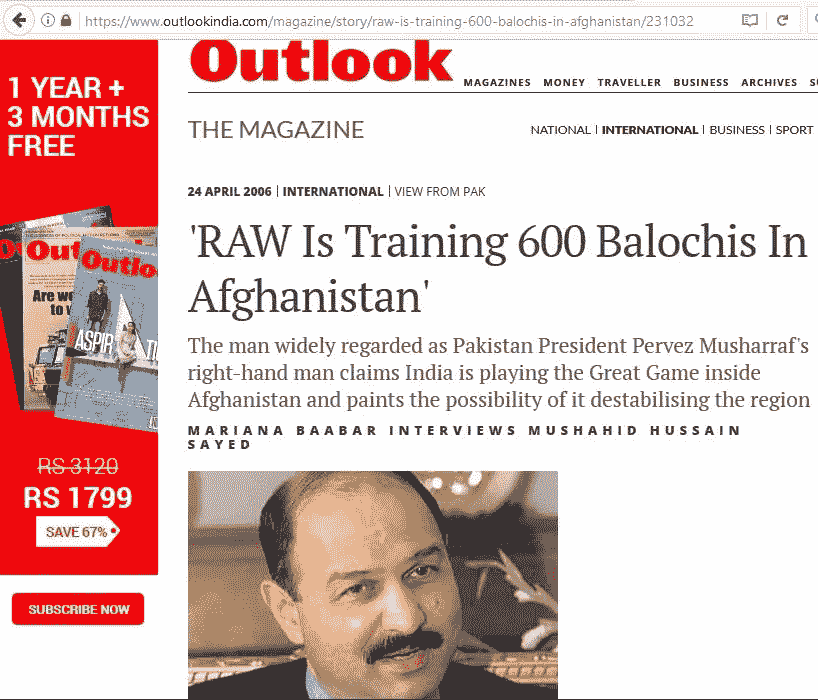 https://www.outlookindia.com/magazine/story/raw-is-training-600-balochis-in-afghanistan/231032
Outlook
MAGAZINES MONEY TRAVELLER BUSINESS ARCHIVES
THE MAGAZINE
NATIONAL | INTERNATIONAL | BUSINESS | SPORT
24 APRIL 2006 | INTERNATIONAL | VIEW FROM PAK
'RAW Is Training 600 Balochis In
Afghanistan'
The man widely regarded as Pakistan President Pervez Musharraf's
right-hand man claims India is playing the Great Game inside
Afghanistan and paints the possibility of it destabilising the region
MARIANA BAABAR INTERVIEWS MUSHAHID HUSSAIN
SAYED
1 YEAR +
3 MONTHS
FREE
Outlo
Are we
ASPIR
RS 3120
RS 1799
SAVE 67%
SUBSCRIBE NOW